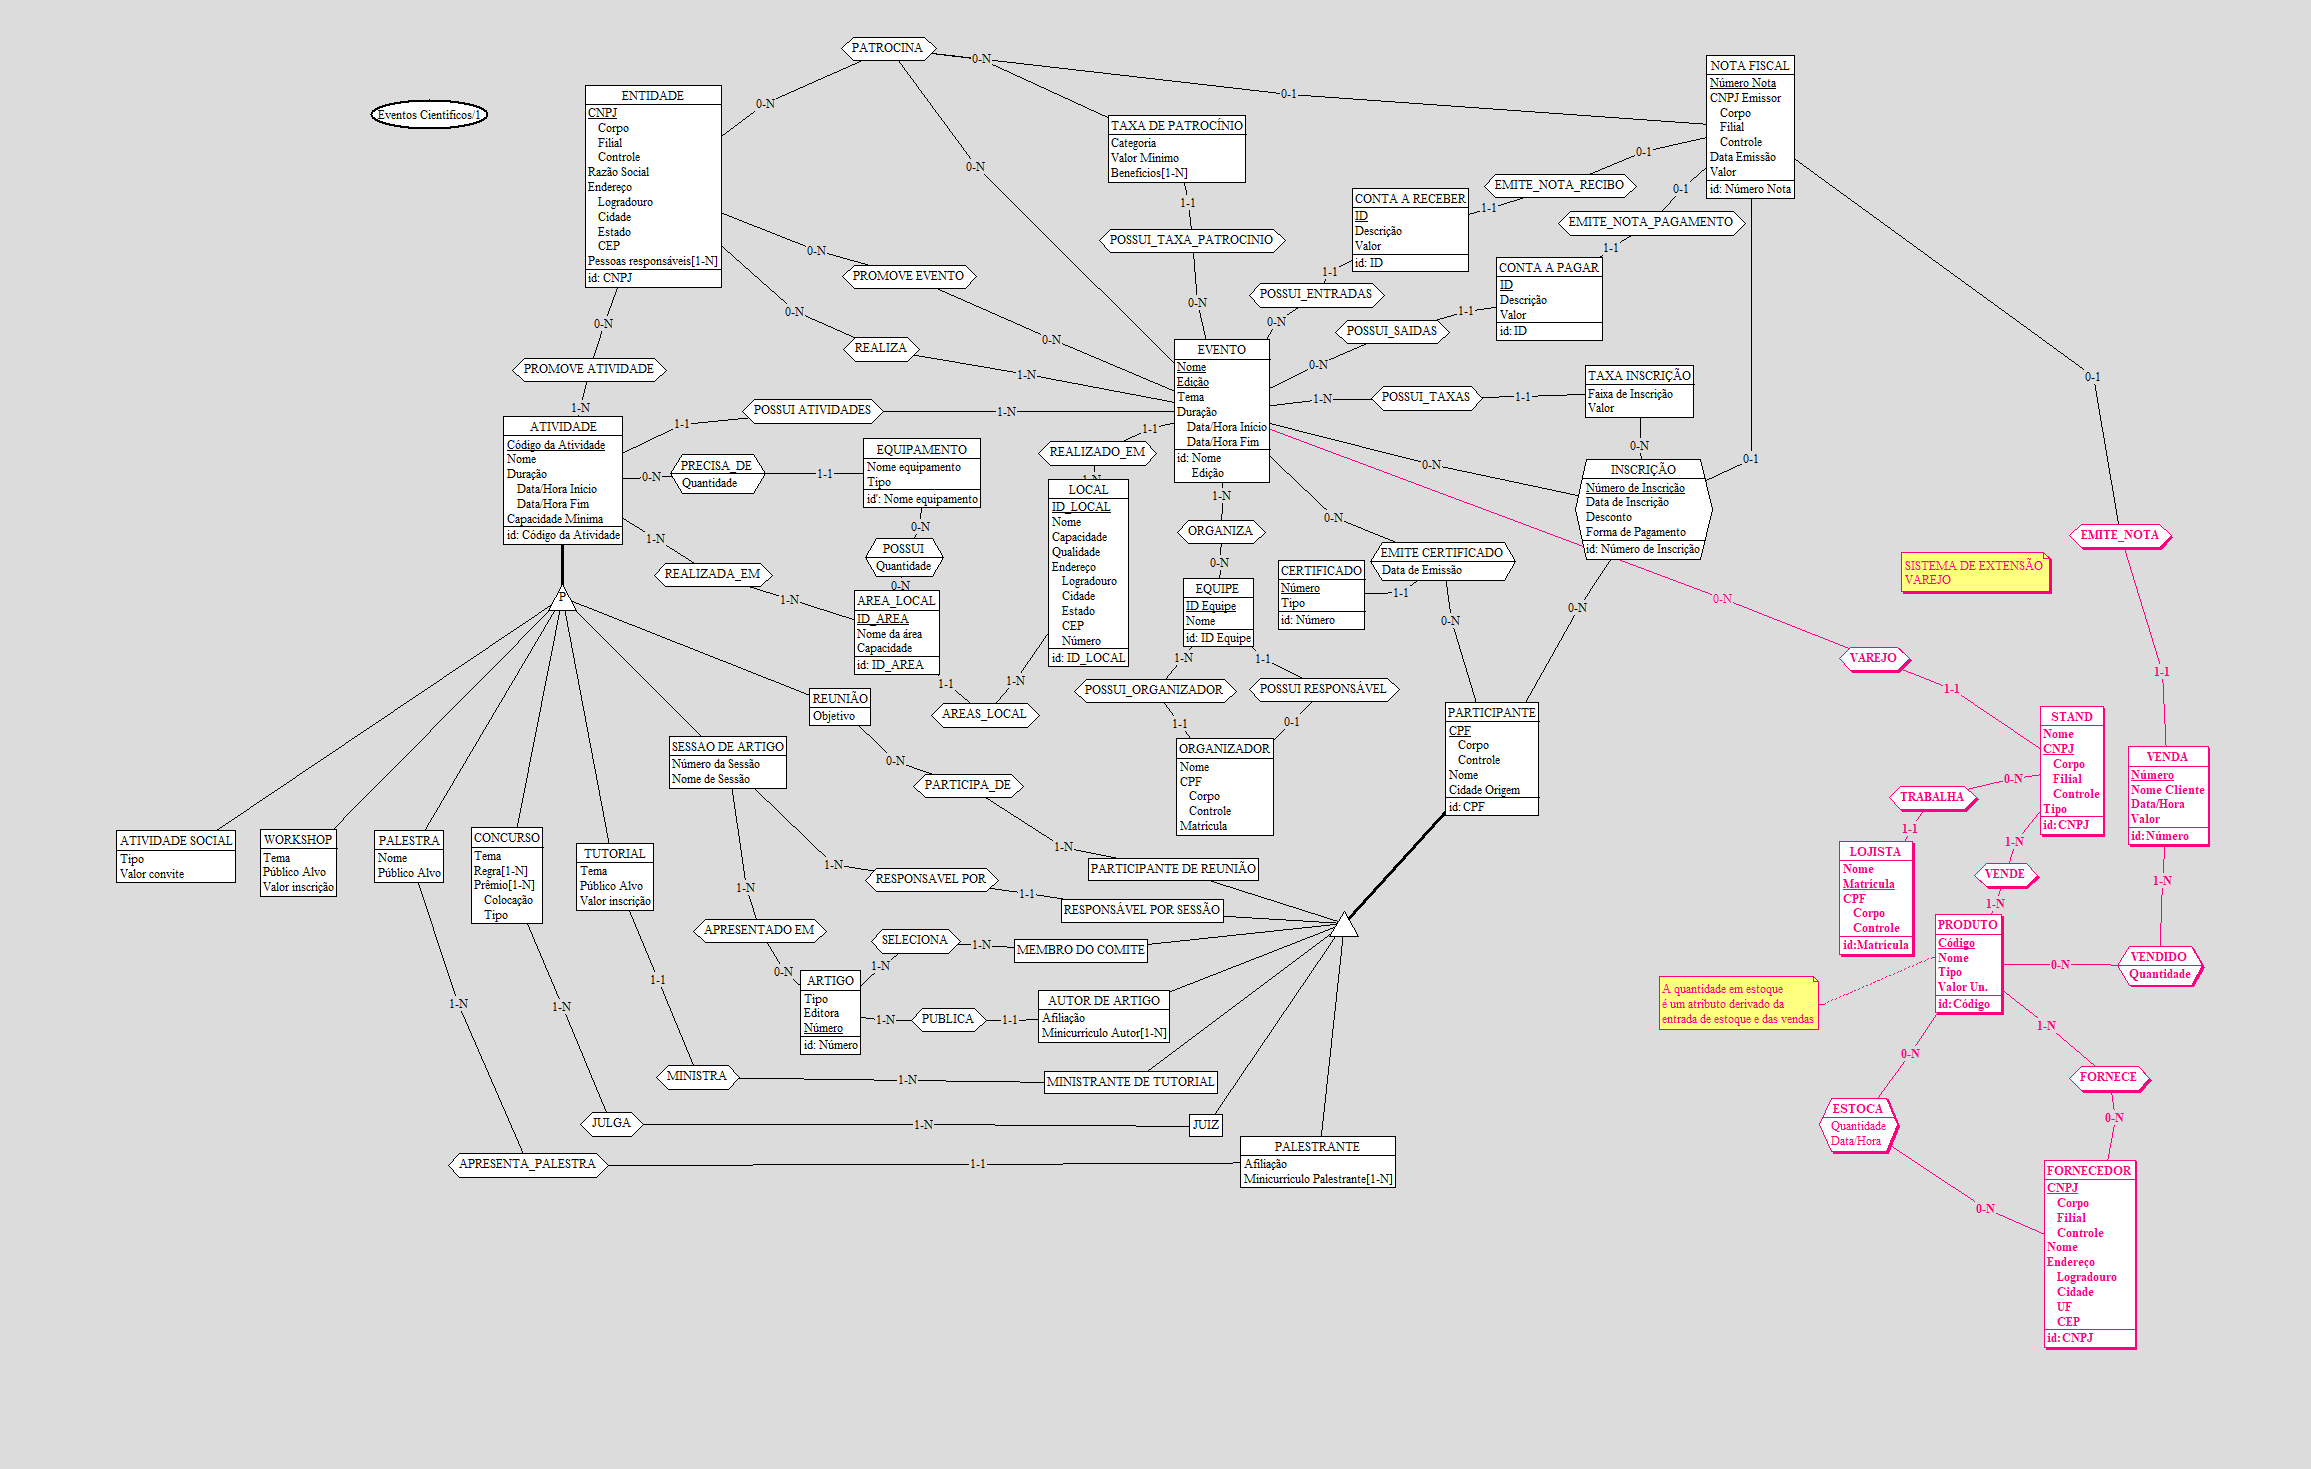 Eventos Científicos/1
PATROCINA
0-N
0-N
0-N
0-1
ENTIDADE
CNPJ
Corpo
Filial
Controle
Razão Social
Endereço
Logradouro
Cidade
Estado
CEP
Pessoas responsáveis[1-N]
id: CNPJ
TAXA DE PATROCÍNIO
Categoria
Valor Mínimo
Benefícios[1-N]
1-1
POSSUI_TAXA_PATROCINIO
0-N
NOTA FISCAL
Número Nota
CNPJ Emissor
Corpo
Filial
Controle
Data Emissão
Valor
id: Número Nota
0-1
EMITE_NOTA_RECIBO
1-1
0-1
EMITE_NOTA_PAGAMENTO
1-1
CONTA A RECEBER
ID
Descrição
Valor
id: ID
1-1
POSSUI_ENTRADAS
0-N
CONTA A PAGAR
ID
Descrição
Valor
id: ID
1-1
POSSUI_SAIDAS
0-N
0-N
PROMOVE EVENTO
0-N
0-N
REALIZA
1-N
0-N
PROMOVE ATIVIDADE
1-N
EVENTO
Nome
Edição
Tema
Duração
Data/Hora Início
Data/Hora Fim
id: Nome
Edição
1-N
POSSUI_TAXAS
1-1
TAXA INSCRIÇÃO
Faixa de Inscrição
Valor
0-N
0-N
0-1
INSCRIÇÃO
Número de Inscrição
Data de Inscrição
Desconto
Forma de Pagamento
id: Número de Inscrição
0-N
ATIVIDADE
Código da Atividade
Nome
Duração
Data/Hora Início
Data/Hora Fim
Capacidade Mínima
id: Código da Atividade
1-1
POSSUI ATIVIDADES
1-N
0-N
PRECISA_DE
Quantidade
1-1
EQUIPAMENTO
Nome equipamento
Tipo
id': Nome equipamento
0-N
POSSUI
Quantidade
0-N
1-N
REALIZADA_EM
1-N
AREA_LOCAL
ID_AREA
Nome da área
Capacidade
id: ID_AREA
1-1
AREAS_LOCAL
1-N
1-1
REALIZADO_EM
1-N
LOCAL
ID_LOCAL
Nome
Capacidade
Qualidade
Endereço
Logradouro
Cidade
Estado
CEP
Número
id: ID_LOCAL
1-N
ORGANIZA
0-N
EQUIPE
ID Equipe
Nome
id: ID Equipe
1-N
POSSUI_ORGANIZADOR
1-1
1-1
POSSUI RESPONSÁVEL
0-1
ORGANIZADOR
Nome
CPF
Corpo
Controle
Matrícula
0-N
EMITE CERTIFICADO
Data de Emissão
1-1
0-N
CERTIFICADO
Número
Tipo
id: Número
PARTICIPANTE
CPF
Corpo
Controle
Nome
Cidade Origem
id: CPF
P
ATIVIDADE SOCIAL
Tipo
Valor convite
WORKSHOP
Tema
Público Alvo
Valor inscrição
PALESTRA
Nome
Público Alvo
CONCURSO
Tema
Regra[1-N]
Prêmio[1-N]
Colocação
Tipo
TUTORIAL
Tema
Público Alvo
Valor inscrição
SESSAO DE ARTIGO
Número da Sessão
Nome de Sessão
REUNIÃO
Objetivo
0-N
PARTICIPA_DE
1-N
PARTICIPANTE DE REUNIÃO
1-N
RESPONSAVEL POR
1-1
RESPONSÁVEL POR SESSÃO
1-N
APRESENTADO EM
0-N
SELECIONA
1-N
1-N
MEMBRO DO COMITE
ARTIGO
Tipo
Editora
Número
id: Número
1-N
PUBLICA
1-1
AUTOR DE ARTIGO
Afiliação
Minicurriculo Autor[1-N]
1-1
MINISTRA
1-N
MINISTRANTE DE TUTORIAL
1-N
JULGA
1-N
JUIZ
1-N
APRESENTA_PALESTRA
1-1
PALESTRANTE
Afiliação
Minicurrículo Palestrante[1-N]
0-1
EMITE_NOTA
1-1
SISTEMA DE EXTENSÃO
VAREJO
0-N
VAREJO
1-1
STAND
Nome
CNPJ
Corpo
Filial
Controle
Tipo
id: CNPJ
VENDA
Número
Nome Cliente
Data/Hora
Valor
id: Número
0-N
TRABALHA
1-1
LOJISTA
Nome
Matrícula
CPF
Corpo
Controle
id:Matrícula
1-N
VENDE
1-N
PRODUTO
Código
Nome
Tipo
Valor Un.
id: Código
1-N
VENDIDO
Quantidade
0-N
A quantidade em estoque
é um atributo derivado da
entrada de estoque e das vendas
1-N
FORNECE
0-N
0-N
ESTOCA
Quantidade
Data/Hora
0-N
FORNECEDOR
CNPJ
Corpo
Filial
Controle
Nome
Endereço
Logradouro
Cidade
UF
CEP
id: CNPJ